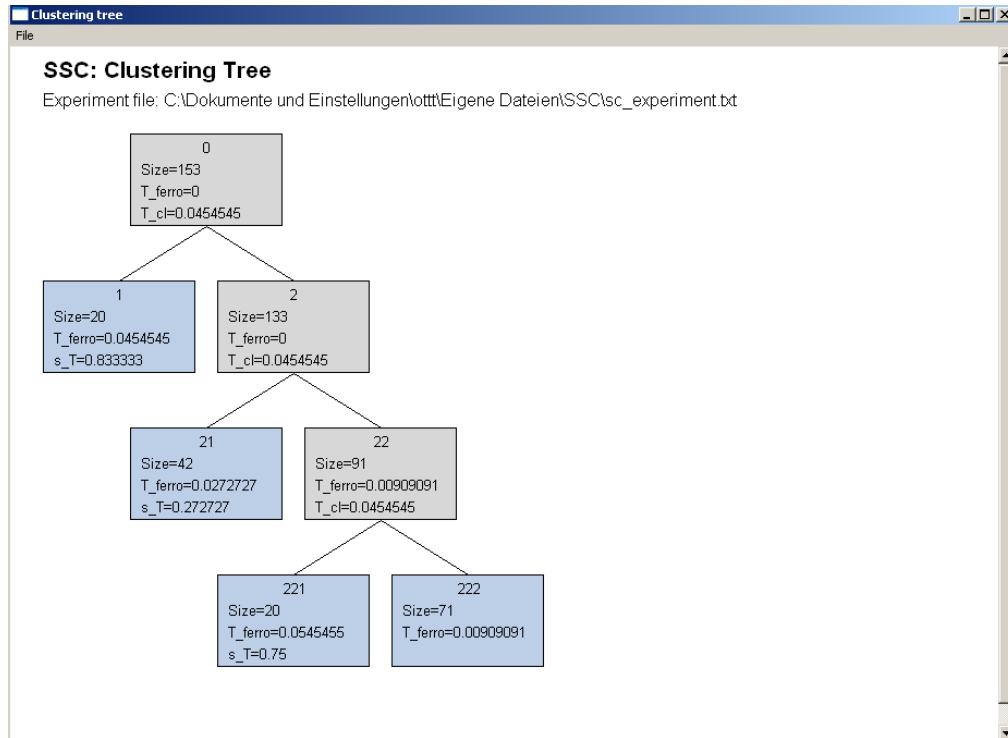 Clustering tree
File
SSC: Clustering Tree
Experiment file: C:\Dokumente und Einstellungen\ottt\Eigene Dateien\SSC\sc_experiment.txt
0
Size=153
T_ferro=0
T_cl=0.0454545
1
Size=20
T_ferro=0.0454545
s_T=0.833333
2
Size=133
T_ferro=0
T_cl=0.0454545
21
Size=42
T_ferro=0.0272727
s_T=0.272727
22
Size=91
T_ferro=0.00909091
T_cl=0.0454545
221
Size=20
T_ferro=0.0545455
s_T=0.75
222
Size=71
T_ferro=0.00909091